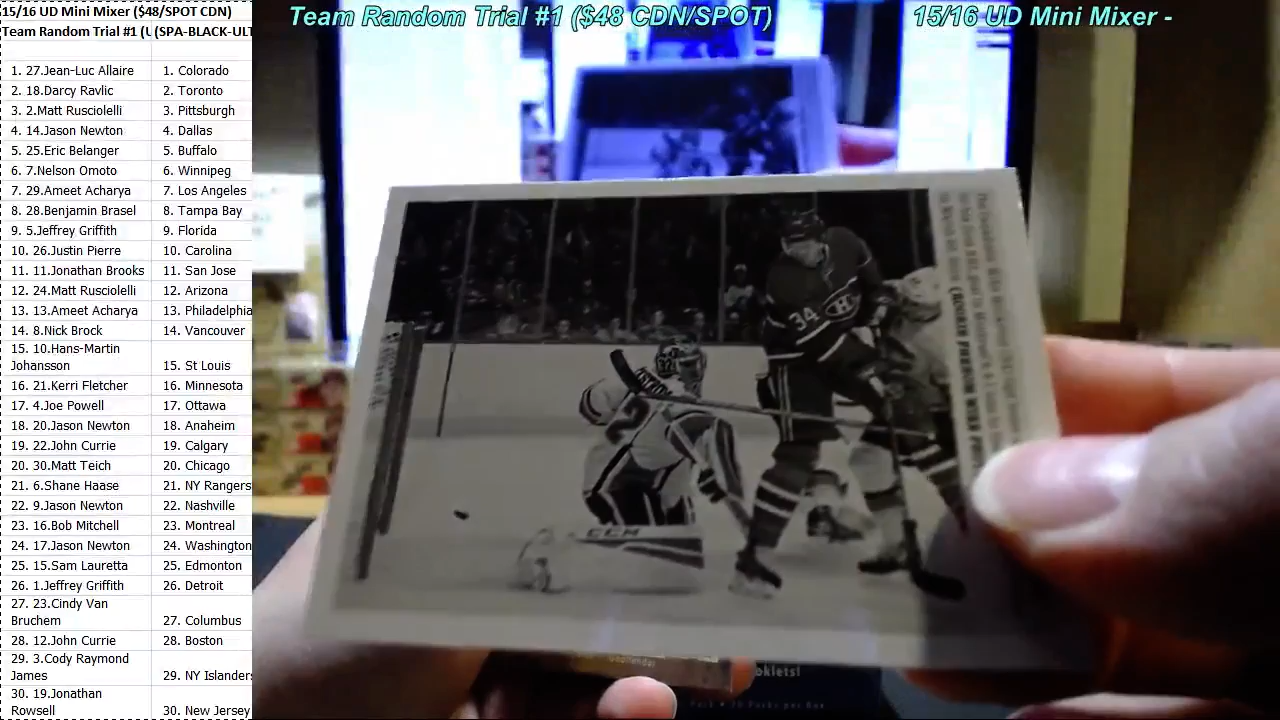 15/16 UD Mini Mixer ($48/SPOT CDN)
Team Random Trial #1 (U (SPA-BLACK-ULT
1. 27.Jean-Luc Allaire 1. Colorado
2. 18.Darcy Ravlic 2. Toronto
3. 2.Matt Rusciolelli 3. Pittsburgh
4. 14.Jason Newton 4. Dallas
5. 25.Eric Belanger 5. Buffalo
6. 7.Nelson Omoto 6. Winnipeg
7. 29.Ameet Acharya 7. Los Angeles
8. 28.Benjamin Brasel 8. Tampa Bay
9. 5.Jeffrey Griffith 9. Florida
10. 26.Justin Pierre 10. Carolina
11. 11.Jonathan Brooks 11. San Jose
12. 24.Matt Rusciolelli 12. Arizona
13. 13.Ameet Acharya 13. Philadelphia
14. 8.Nick Brock 14. Vancouver
15. 10.Hans-Martin
Johansson 15. St Louis
16. 21.Kerri Fletcher 16. Minnesota
17. 4.Joe Powell 17. Ottawa
18. 20.Jason Newton 18. Anaheim
19. 22.John Currie 19. Calgary
20. 30.Matt Teich 20. Chicago
21. 6.Shane Haase 21. NY Rangers
22. 9.Jason Newton 22. Nashville
23. 16.Bob Mitchell 23. Montreal
24. 17.Jason Newton 24. Washington
25. 15.Sam Lauretta 25. Edmonton
26. 1.Jeffrey Griffith 26. Detroit
27. 23.Cindy Van
Bruchem 27. Columbus
28. 12.John Currie 28. Boston
29. 3.Cody Raymond
James 29. NY Islanders
30. 19.Jonathan
Rowsell 30. New Jersey
Team Random Trial #1 ($48 CDN/SPOT) 15/16 UD Mini Mixer -
34
CCM
oklets!